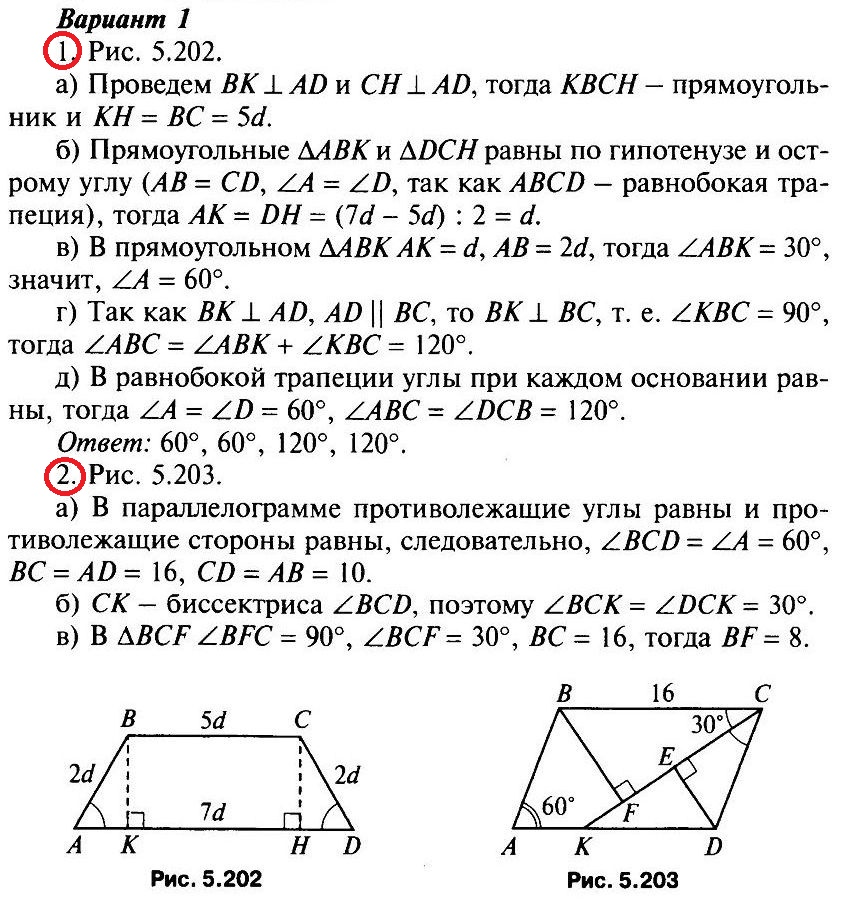 Вариант 1
1. Рис. 5.202.
а) Проведем BK ⊥ AD и CH ⊥ AD, тогда KBCH – прямоуголь-
ник и KH = BC = 5d.
б) Прямоугольные ΔABK и ΔDCH равны по гипотенузе и ост-
рому углу (AB = CD, ∠A = ∠D, так как ABCD – равнобокая тра-
пеция), тогда AK = DH = (7d – 5d) : 2 = d.
в) В прямоугольном ΔABK AK = d, AB = 2d, тогда ∠ABK = 30°,
значит, ∠A = 60°.
г) Так как BK ⊥ AD, AD || BC, то BK ⊥ BC, т. е. ∠KBC = 90°,
тогда ∠ABC = ∠ABK + ∠KBC = 120°.
д) В равнобокой трапеции углы при каждом основании рав-
ны, тогда ∠A = ∠D = 60°, ∠ABC = ∠DCB = 120°.
Ответ: 60°, 60°, 120°, 120°.
2. Рис. 5.203.
а) В параллелограмме противолежащие углы равны и про-
тиволежащие стороны равны, следовательно, ∠BCD = ∠A = 60°,
BC = AD = 16, CD = AB = 10.
б) CK – биссектриса ∠BCD, поэтому ∠BCK = ∠DCK = 30°.
в) В ΔBCF ∠BFC = 90°, ∠BCF = 30°, BC = 16, тогда BF = 8.
B 5d C
2d 7d 2d
A K H D
Рис. 5.202
B 16 C
30°
E
60° F
A K D
Рис. 5.203